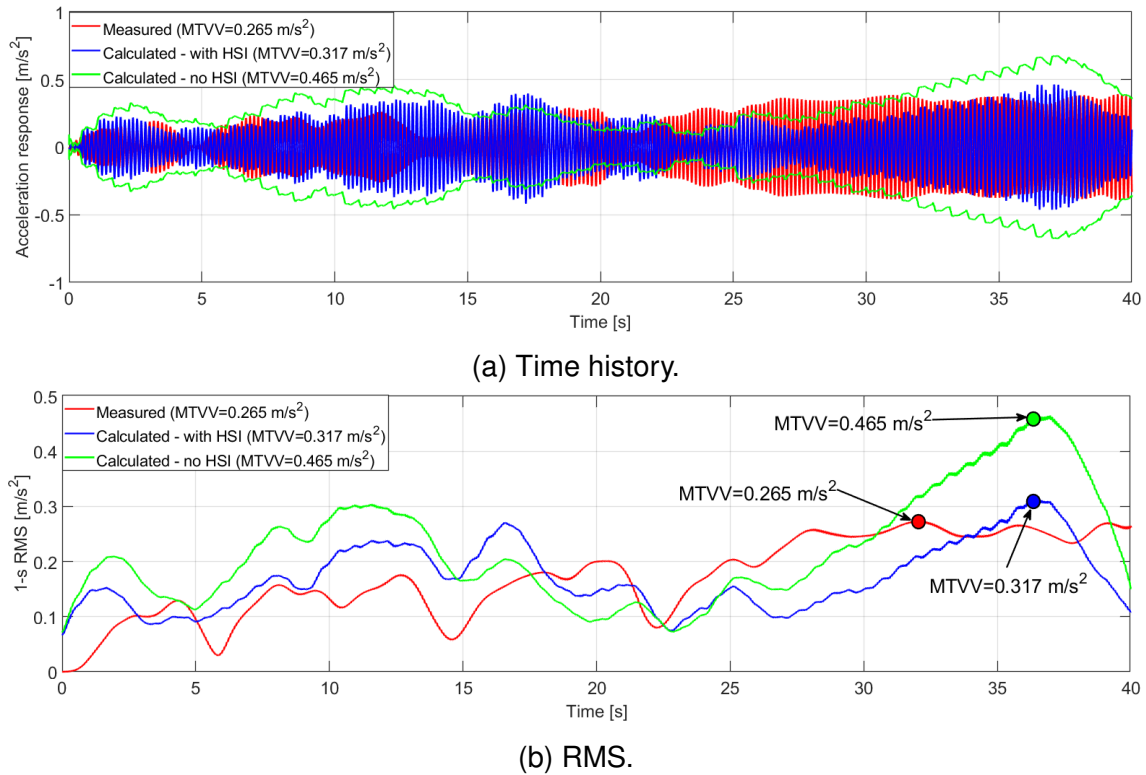 Measured (MTVV=0.265 m/s²)
Calculated - with HSI (MTVV=0.317 m/s²)
Calculated - no HSI (MTVV=0.465 m/s²)
Acceleration response [m/s²]
1
0.5
0
-0.5
-1
0 5 10 15 20 25 30 35 40
Time [s]
(a) Time history.
Measured (MTVV=0.265 m/s²)
Calculated - with HSI (MTVV=0.317 m/s²)
Calculated - no HSI (MTVV=0.465 m/s²)
MTVV=0.465 m/s²
MTVV=0.265 m/s²
MTVV=0.317 m/s²
1-s RMS [m/s²]
0.5
0.4
0.3
0.2
0.1
0
0 5 10 15 20 25 30 35 40
Time [s]
(b) RMS.